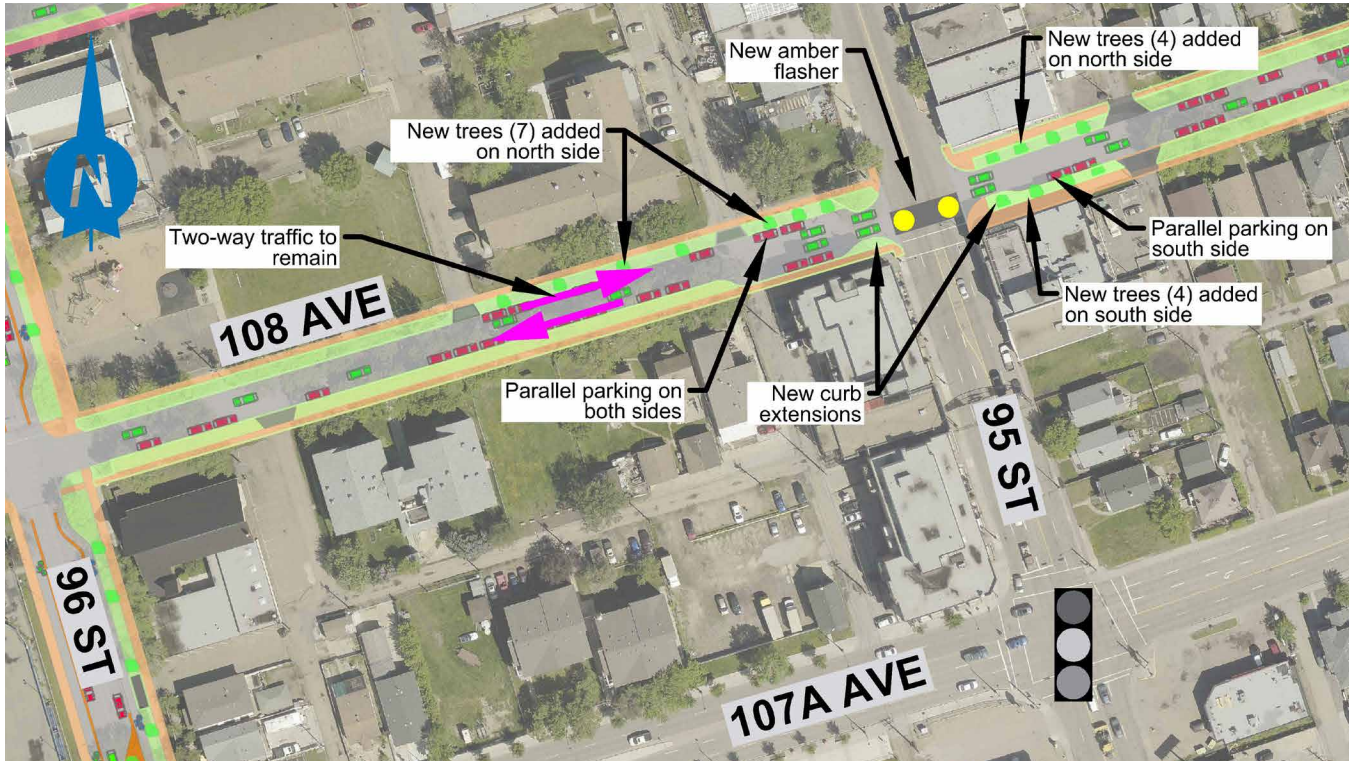 New amber
flasher
New trees (4) added
on north side
New trees (7) added
on north side
N
Two-way traffic to
remain
Parallel parking on
south side
108 AVE
New trees (4) added
on south side
Parallel parking on
both sides
New curb
extensions
95 ST
96 ST
107A AVE